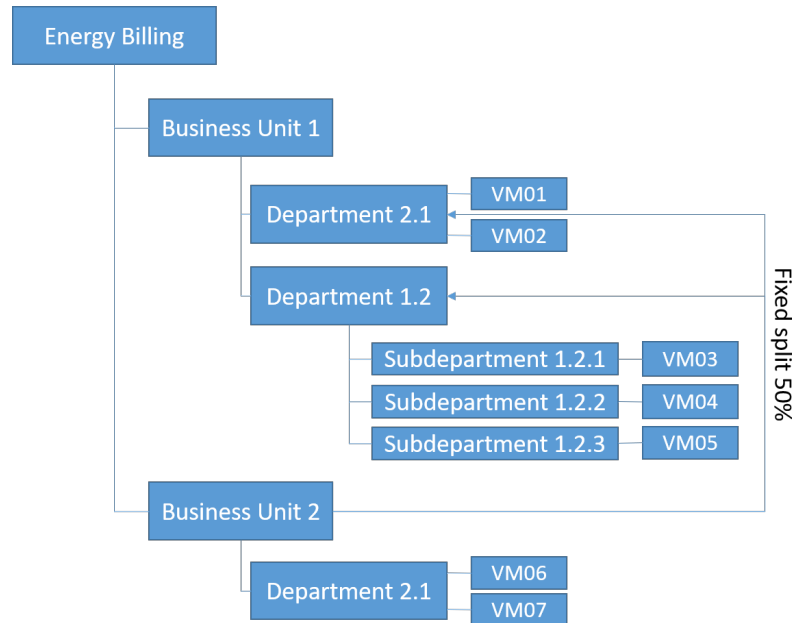 Energy Billing
Business Unit 1
Department 2.1
VM01
VM02
Department 1.2
Subdepartment 1.2.1
VM03
Subdepartment 1.2.2
VM04
Subdepartment 1.2.3
VM05
Fixed split 50%
Business Unit 2
Department 2.1
VM06
VM07